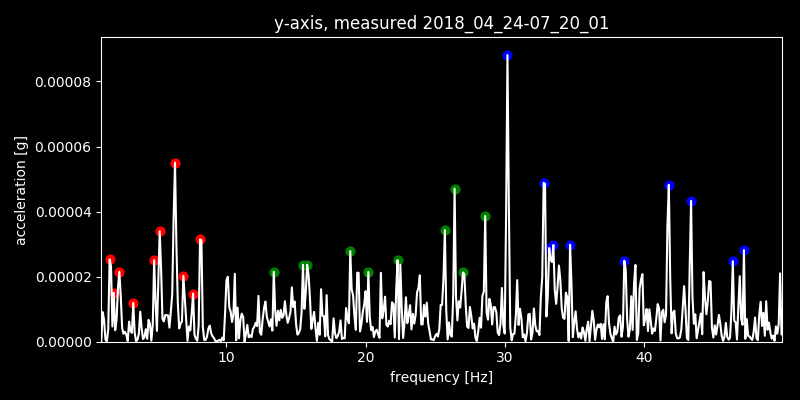 y-axis, measured 2018_04_24-07_20_01
acceleration [g]
0.00008
0.00006
0.00004
0.00002
0.00000
10 20 30 40
frequency [Hz]